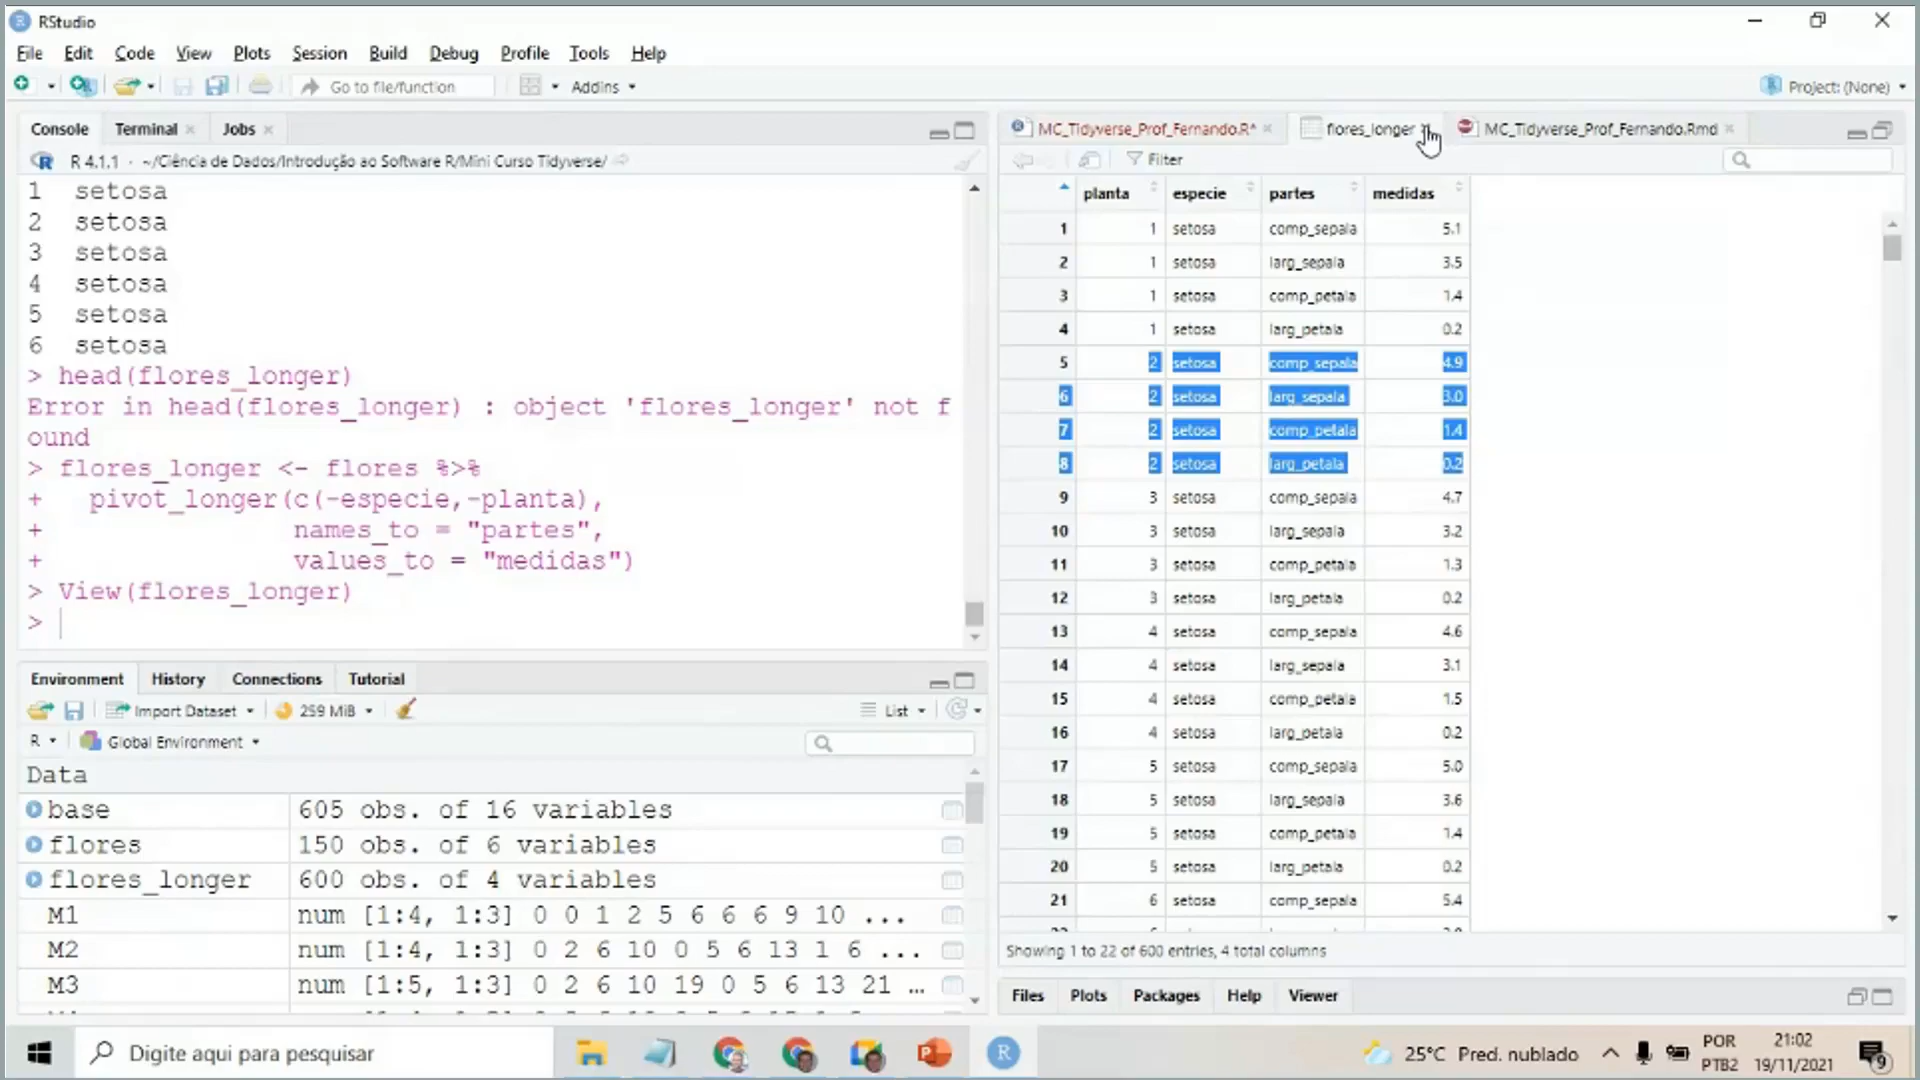 RStudio
File Edit Code View Plots Session Build Debug Profile Tools Help
Go to file/function Addins Project: (None)
Console Terminal Jobs
R 4.1.1 · ~/Ciência de Dados/Introdução ao Software R/Mini Curso Tidyverse/
1 setosa
2 setosa
3 setosa
4 setosa
5 setosa
6 setosa
> head(flores_longer)
Error in head(flores_longer) : object 'flores_longer' not f
ound
> flores_longer <- flores %>%
+ pivot_longer(c(-especie,-planta),
+ names_to = "partes",
+ values_to = "medidas")
> View(flores_longer)
>
Environment History Connections Tutorial
Import Dataset 259 MiB List
R Global Environment
Data
base 605 obs. of 16 variables
flores 150 obs. of 6 variables
flores_longer 600 obs. of 4 variables
M1 num [1:4, 1:3] 0 0 1 2 5 6 6 6 9 10 ...
M2 num [1:4, 1:3] 0 2 6 10 0 5 6 13 1 6 ...
M3 num [1:5, 1:3] 0 2 6 10 19 0 5 6 13 21 ...
MC_Tidyverse_Prof_Fernando.R* flores_longer MC_Tidyverse_Prof_Fernando.Rmd
Filter
planta especie partes medidas
1 1 setosa comp_sepala 5.1
2 1 setosa larg_sepala 3.5
3 1 setosa comp_petala 1.4
4 1 setosa larg_petala 0.2
5 2 setosa comp_sepala 4.9
6 2 setosa larg_sepala 3.0
7 2 setosa comp_petala 1.4
8 2 setosa larg_petala 0.2
9 3 setosa comp_sepala 4.7
10 3 setosa larg_sepala 3.2
11 3 setosa comp_petala 1.3
12 3 setosa larg_petala 0.2
13 4 setosa comp_sepala 4.6
14 4 setosa larg_sepala 3.1
15 4 setosa comp_petala 1.5
16 4 setosa larg_petala 0.2
17 5 setosa comp_sepala 5.0
18 5 setosa larg_sepala 3.6
19 5 setosa comp_petala 1.4
20 5 setosa larg_petala 0.2
21 6 setosa comp_sepala 5.4
Showing 1 to 22 of 600 entries, 4 total columns
Files Plots Packages Help Viewer
Digite aqui para pesquisar
25°C Pred. nublado
POR
PTB2
21:02
19/11/2021
9